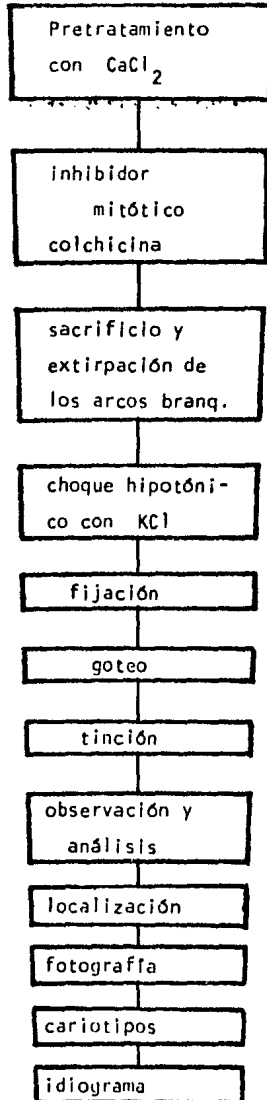 Pretratamiento
con CaCl2
inhibidor
mitótico
colchicina
sacrificio y
extirpación de
los arcos branq.
choque hipotóni-
co con KCl
fijación
goteo
tinción
observación y
análisis
localización
fotografía
cariotipos
idiograma